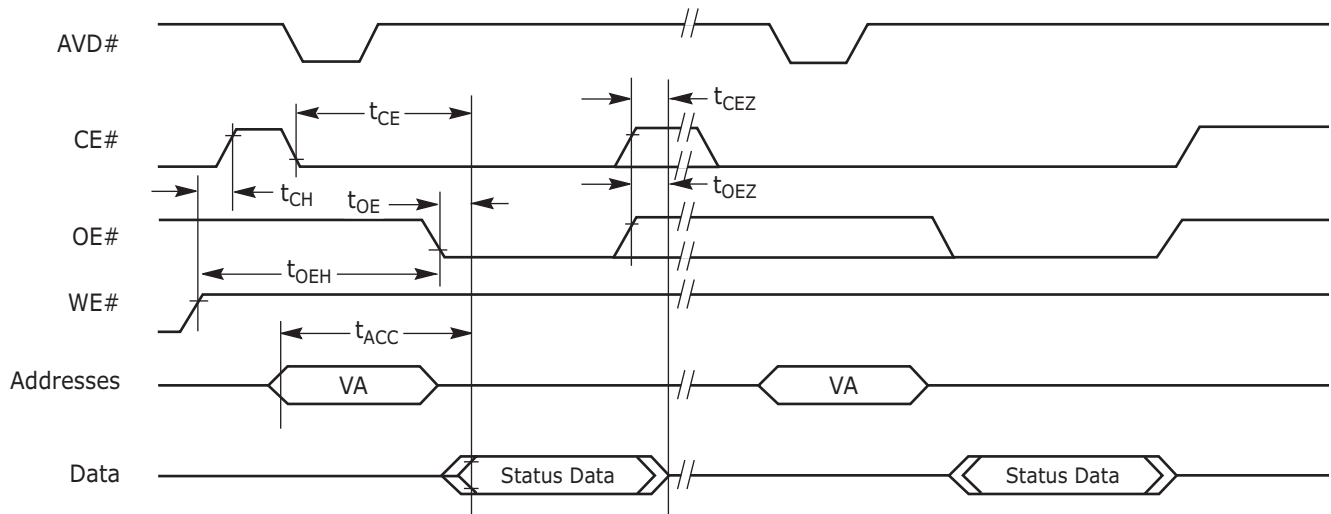 AVD#
tCEZ
tCE
CE#
tCH
tOE
tOEZ
OE#
tOEH
WE#
tACC
Addresses
VA
VA
Data
Status Data
Status Data